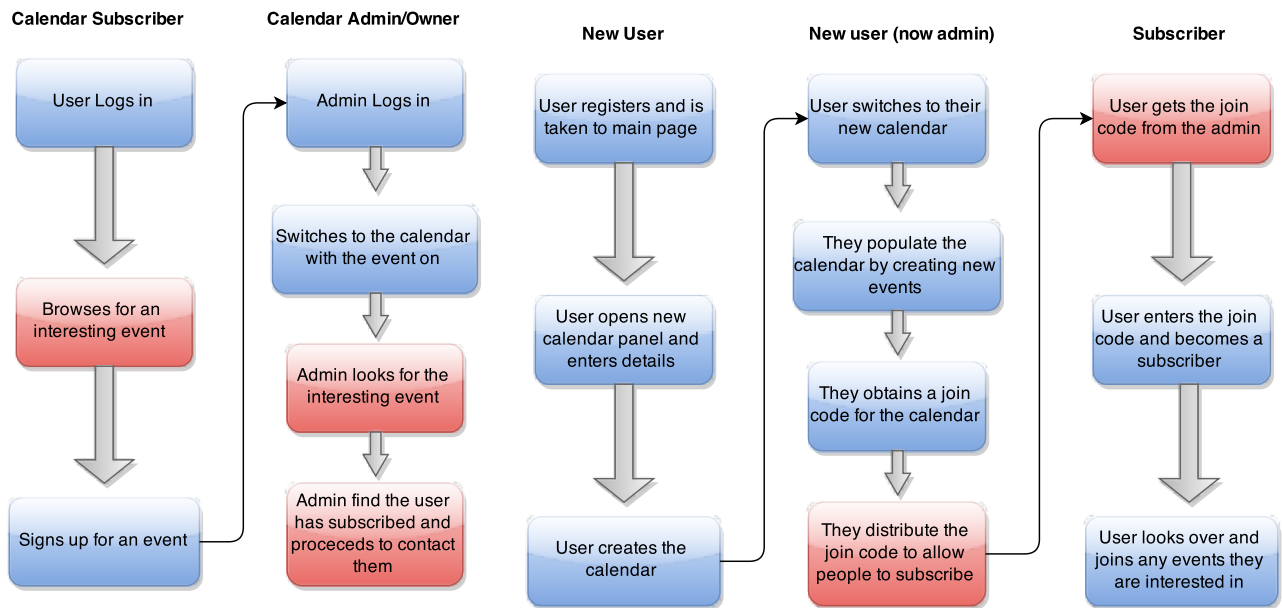 Calendar Subscriber
User Logs in
Browses for an
interesting event
Signs up for an event
Calendar Admin/Owner
Admin Logs in
Switches to the calendar
with the event on
Admin looks for the
interesting event
Admin find the user
has subscribed and
proceceds to contact
them
New User
User registers and is
taken to main page
User opens new
calendar panel and
enters details
User creates the
calendar
New user (now admin)
User switches to their
new calendar
They populate the
calendar by creating new
events
They obtains a join
code for the calendar
They distribute the
join code to allow
people to subscribe
Subscriber
User gets the join
code from the admin
User enters the join
code and becomes a
subscriber
User looks over and
joins any events they
are interested in